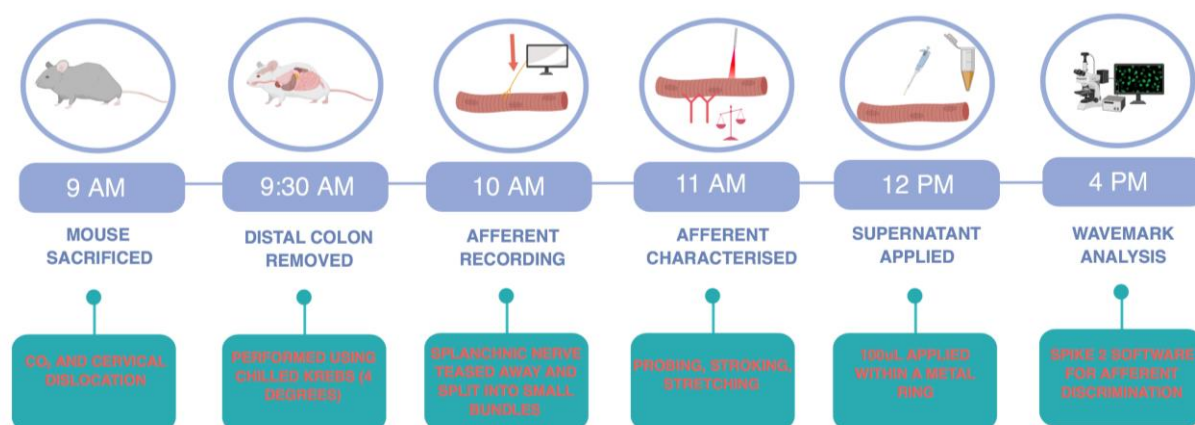 9 AM
9:30 AM
10 AM
11 AM
12 PM
4 PM
MOUSE
SACRIFICED
DISTAL COLON
REMOVED
AFFERENT
RECORDING
AFFERENT
CHARACTERISED
SUPERNATANT
APPLIED
WAVEMARK
ANALYSIS
CO₂ AND CERVICAL
DISLOCATION
PERFORMED USING
CHILLED KREBS (4
DEGREES)
SPLANCHNIC NERVE
TEASED AWAY AND
SPLIT INTO SMALL
BUNDLES
PROBING, STROKING,
STRETCHING
100uL APPLIED
WITHIN A METAL
RING
SPIKE 2 SOFTWARE
FOR AFFERENT
DISCRIMINATION